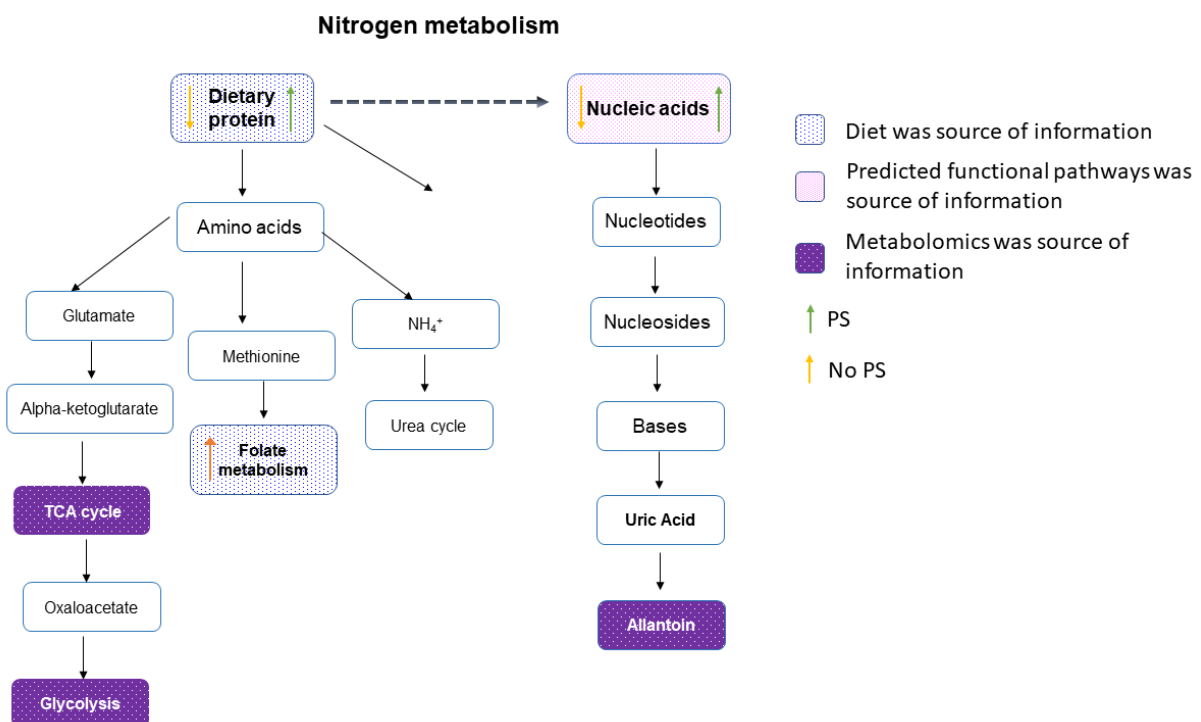 Nitrogen metabolism
Dietary
protein
Nucleic acids
Amino acids
Nucleotides
Glutamate
NH₄⁺
Nucleosides
Methionine
Alpha-ketoglutarate
Urea cycle
Bases
Folate
metabolism
TCA cycle
Uric Acid
Oxaloacetate
Allantoin
Glycolysis
Diet was source of information
Predicted functional pathways was
source of information
Metabolomics was source of
information
PS
No PS